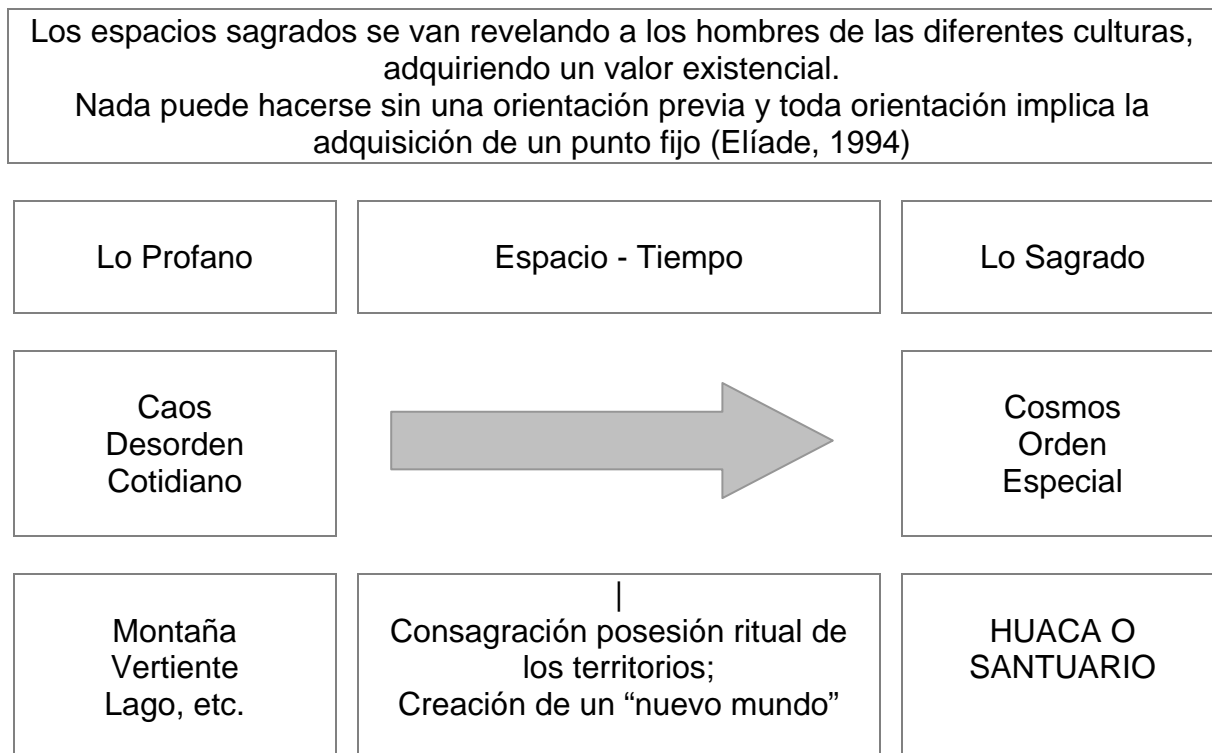 Los espacios sagrados se van revelando a los hombres de las diferentes culturas,
adquiriendo un valor existencial.
Nada puede hacerse sin una orientación previa y toda orientación implica la
adquisición de un punto fijo (Elíade, 1994)
Lo Profano
Espacio - Tiempo
Lo Sagrado
Caos
Desorden
Cotidiano
Cosmos
Orden
Especial
Montaña
Vertiente
Lago, etc.
|
Consagración posesión ritual de
los territorios;
Creación de un “nuevo mundo”
HUACA O
SANTUARIO